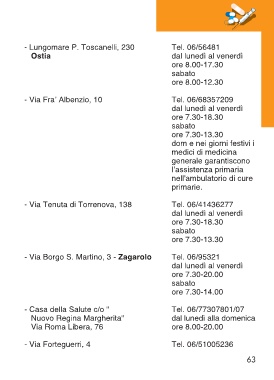 - Lungomare P. Toscanelli, 230 Tel. 06/56481
Ostia dal lunedì al venerdì
ore 8.00-17.30
sabato
ore 8.00-12.30
- Via Fra' Albenzio, 10 Tel. 06/68357209
dal lunedì al venerdì
ore 7.30-18.30
sabato
ore 7.30-13.30
dom e nei giorni festivi i
medici di medicina
generale garantiscono
l'assistenza primaria
nell'ambulatorio di cure
primarie.
- Via Tenuta di Torrenova, 138 Tel. 06/41436277
dal lunedì al venerdì
ore 7.30-18.30
sabato
ore 7.30-13.30
- Via Borgo S. Martino, 3 - Zagarolo Tel. 06/95321
dal lunedì al venerdì
ore 7.30-20.00
sabato
ore 7.30-14.00
- Casa della Salute c/o " Tel. 06/77307801/07
Nuovo Regina Margherita" dal lunedì alla domenica
Via Roma Libera, 76 ore 8.00-20.00
- Via Forteguerri, 4 Tel. 06/51005236
63